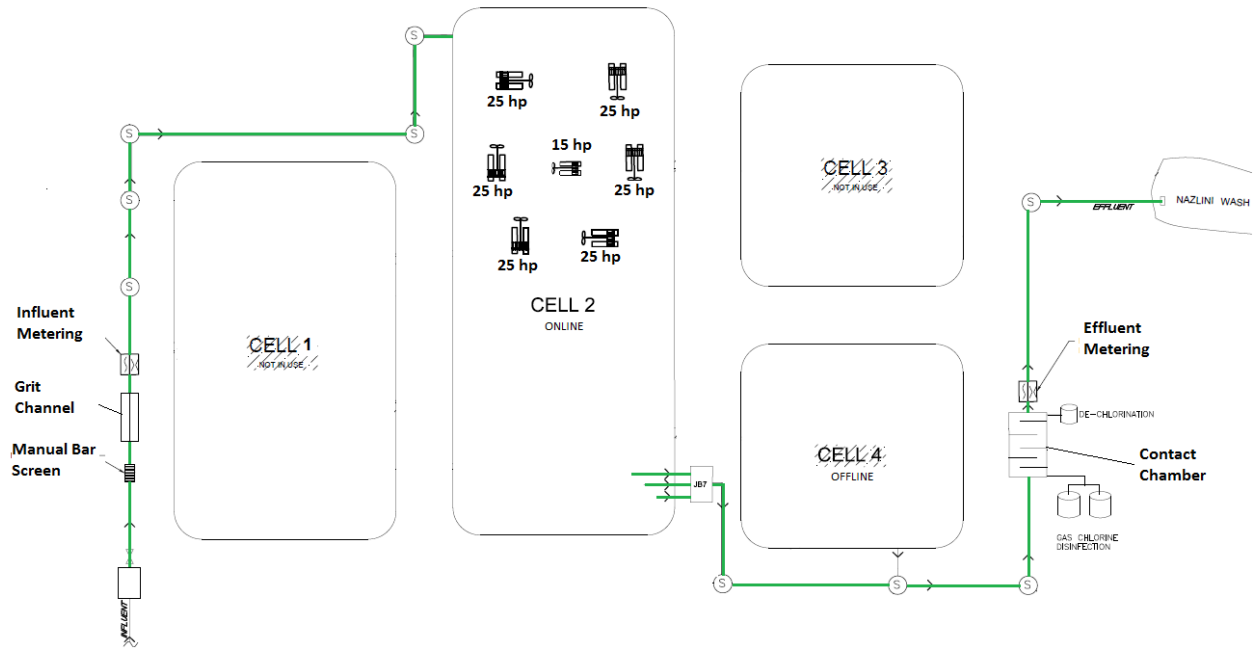 S
CELL 2
ONLINE
25 hp
25 hp
15 hp
25 hp
25 hp
25 hp
25 hp
S
S
S
S
CELL 1
NOT IN USE
Influent
Metering
Grit
Channel
Manual Bar
Screen
INFLUENT
CELL 3
NOT IN USE
CELL 4
OFFLINE
JB7
S
S
S
S
EFFLUENT
NAZLINI WASH
Effluent
Metering
DE-CHLORINATION
Contact
Chamber
GAS CHLORINE
DISINFECTION